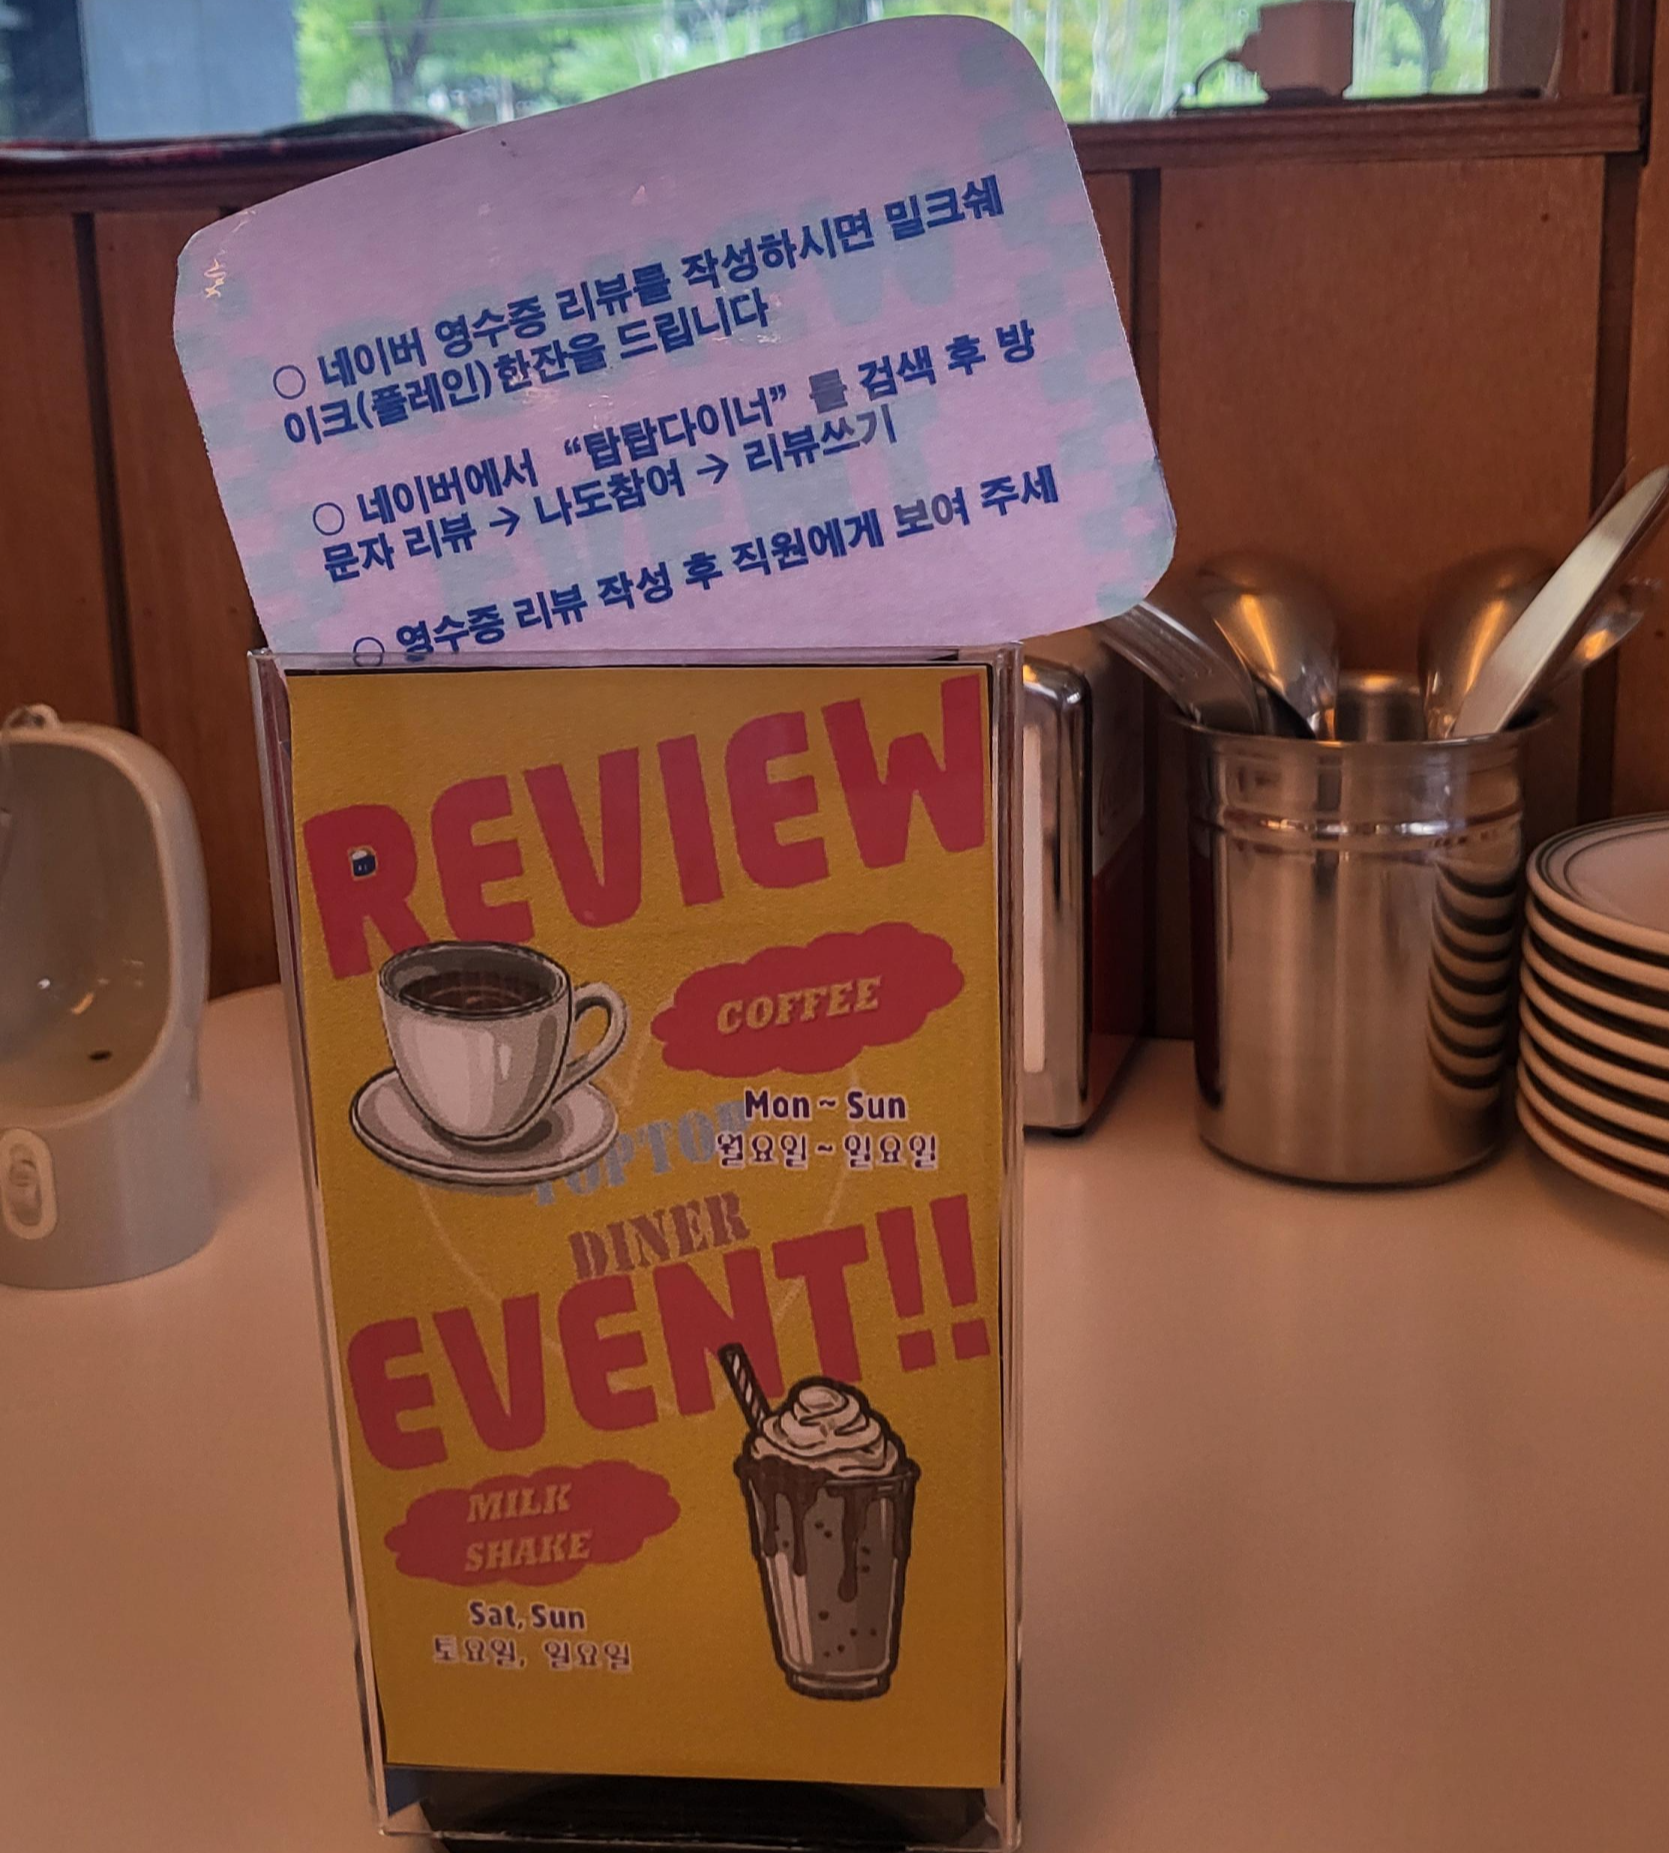 ○ 네이버 영수증 리뷰를 작성하시면 밀크쉐
이크(플레인)한잔을 드립니다
○ 네이버에서 “탑탑다이너” 를 검색 후 방
문자 리뷰 → 나도참여 → 리뷰쓰기
○ 영수증 리뷰 작성 후 직원에게 보여 주세
REVIEW
COFFEE
Mon ~ Sun
월요일 ~ 일요일
TOPTOP
DINER
EVENT!!
MILK
SHAKE
Sat, Sun
토요일, 일요일